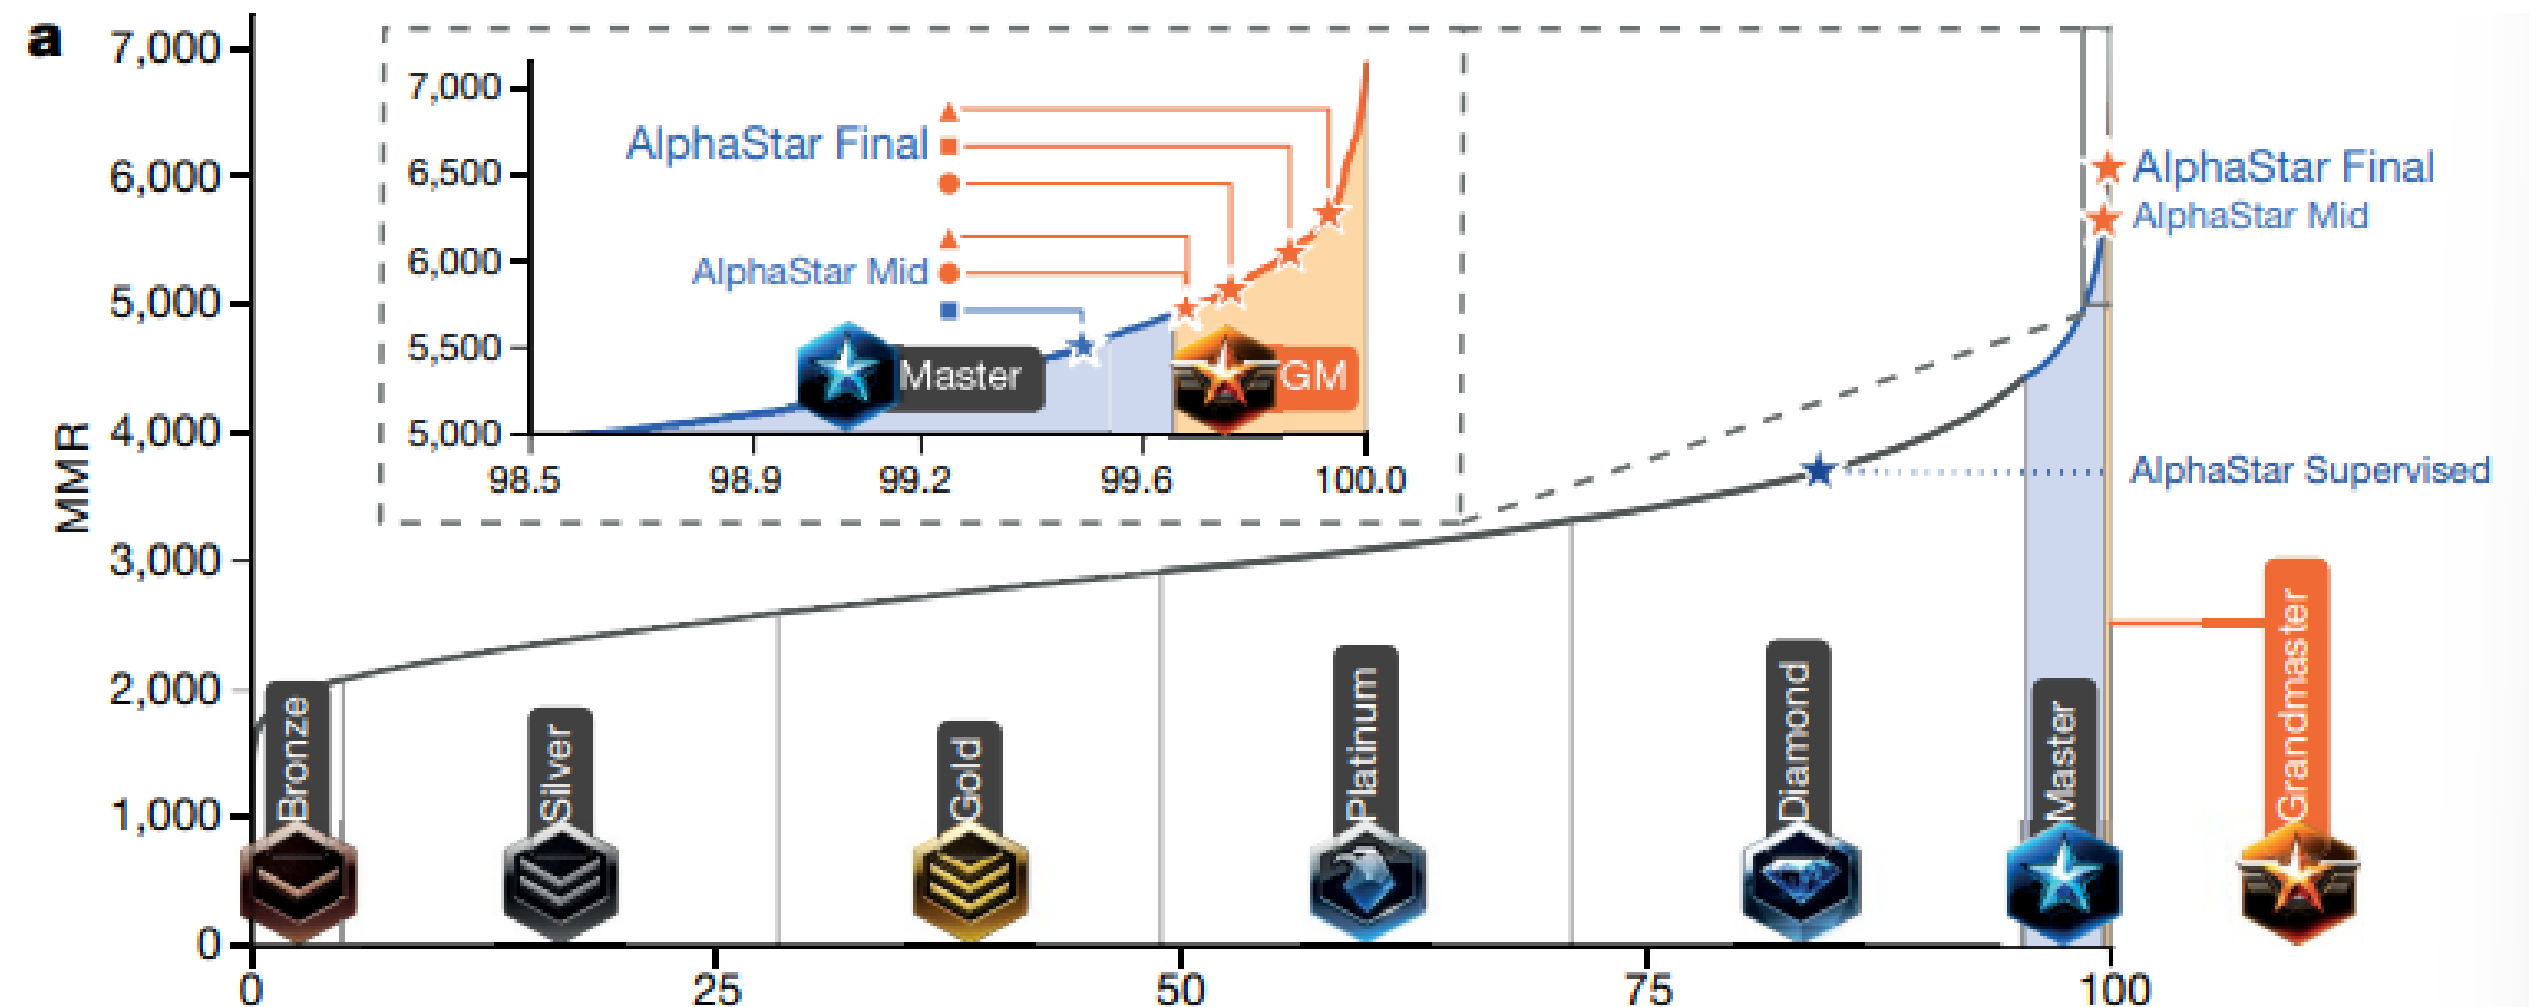 a
MMR
7,000
6,000
5,000
4,000
3,000
2,000
1,000
0
0
25
50
75
100
7,000
6,500
6,000
5,500
5,000
98.5
98.9
99.2
99.6
100.0
AlphaStar Final
AlphaStar Mid
Master
GM
AlphaStar Final
AlphaStar Mid
AlphaStar Supervised
Bronze
Silver
Gold
Platinum
Diamond
Master
Grandmaster